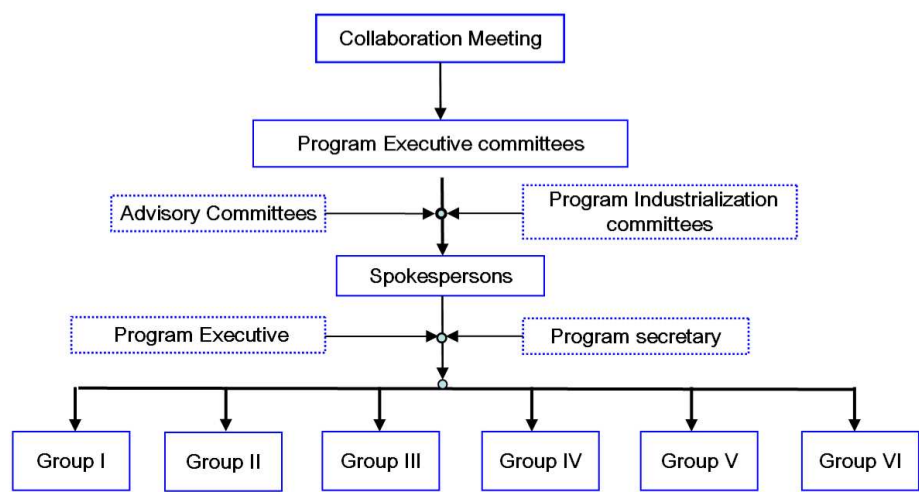 Collaboration Meeting
Program Executive committees
Advisory Committees
Program Industrialization
committees
Spokespersons
Program Executive
Program secretary
Group I
Group II
Group III
Group IV
Group V
Group VI